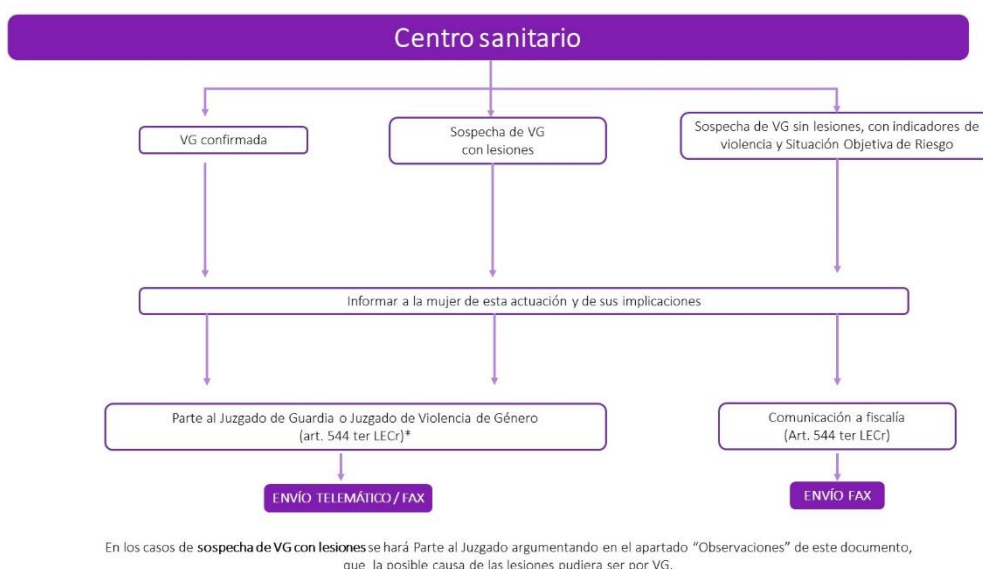 Centro sanitario
VG confirmada
Sospecha de VG
con lesiones
Sospecha de VG sin lesiones, con indicadores de
violencia y Situación Objetiva de Riesgo
Informar a la mujer de esta actuación y de sus implicaciones
Parte al Juzgado de Guardia o Juzgado de Violencia de Género
(art. 544 ter LECr)*
Comunicación a fiscalía
(Art. 544 ter LECr)
ENVÍO TELEMÁTICO / FAX
ENVÍO FAX
En los casos de sospecha de VG con lesiones se hará Parte al Juzgado argumentando en el apartado “Observaciones” de este documento,
que la posible causa de las lesiones pudiera ser por VG.